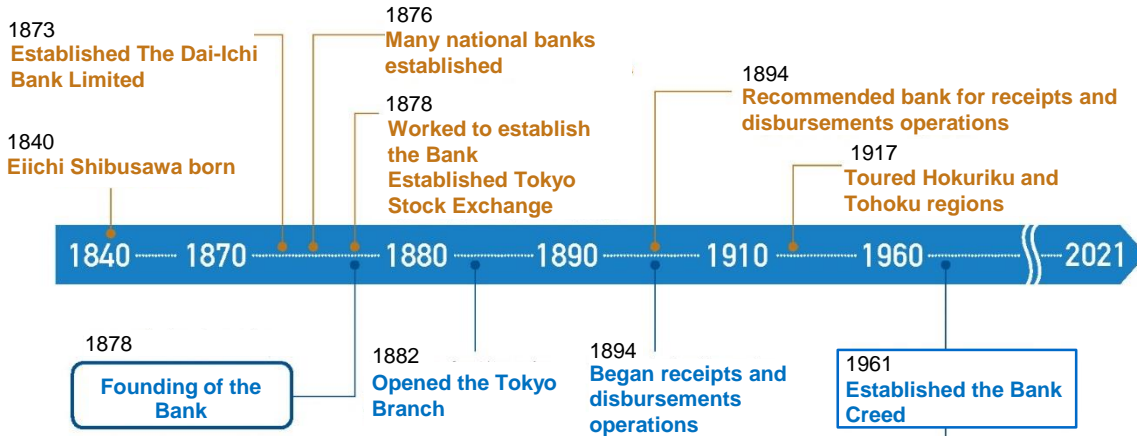 1873
Established The Dai-Ichi
Bank Limited
1876
Many national banks
established
1878
Worked to establish
the Bank
Established Tokyo
Stock Exchange
1894
Recommended bank for receipts and
disbursements operations
1840
Eiichi Shibusawa born
1917
Toured Hokuriku and
Tohoku regions
1840 1870 1880 1890 1910 1960 2021
1878
Founding of the
Bank
1882
Opened the Tokyo
Branch
1894
Began receipts and
disbursements
operations
1961
Established the Bank
Creed